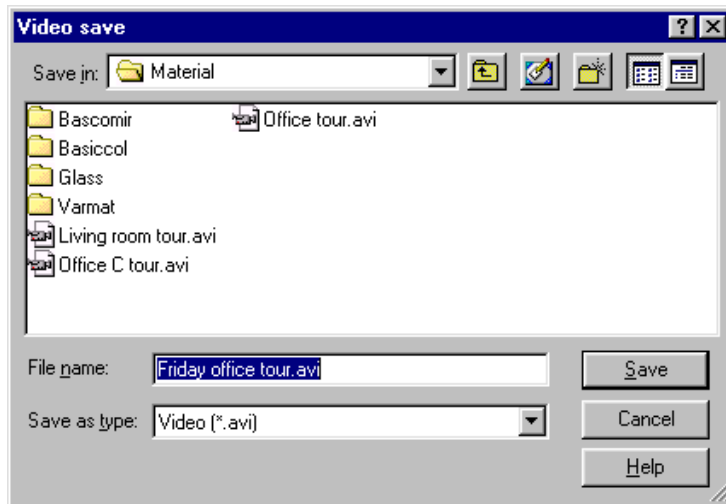 Video save
Save in: Material
Bascomir
Basiccol
Glass
Varmat
Living room tour.avi
Office C tour.avi
Office tour.avi
File name: Friday office tour.avi Save
Save as type: Video (*.avi) Cancel
Help